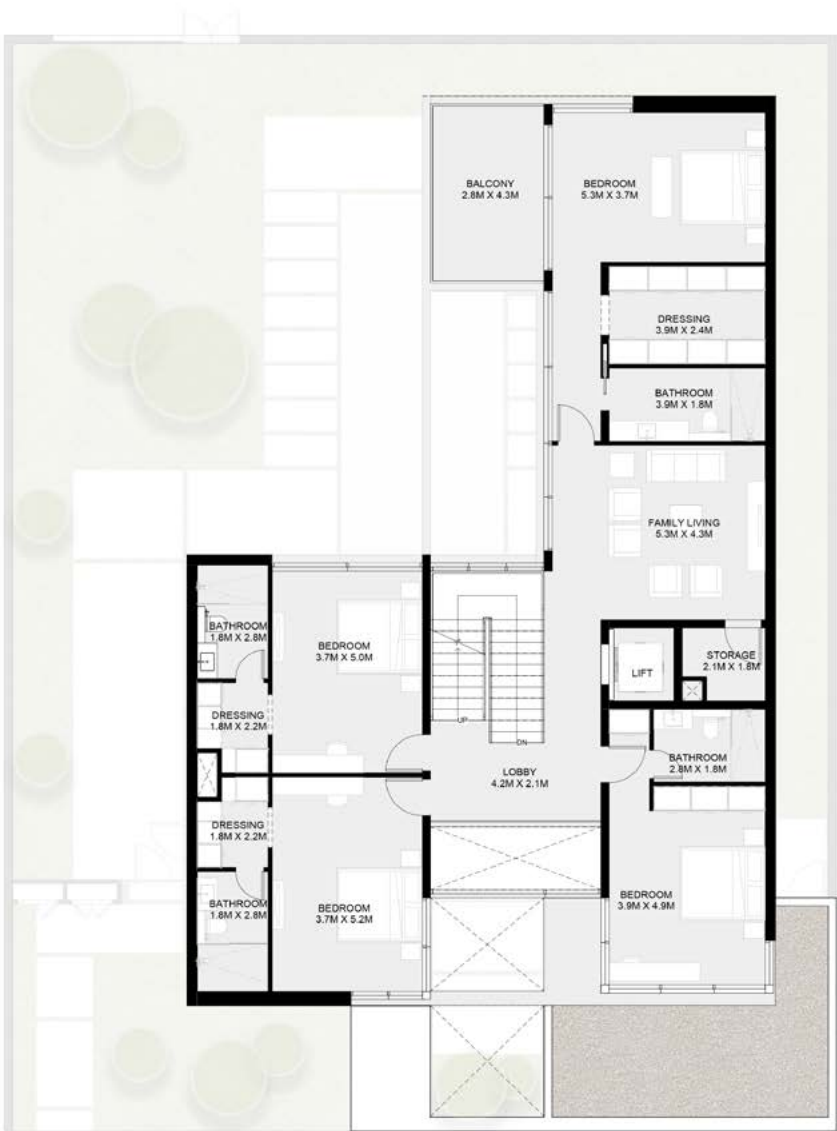 BALCONY
2.8M X 4.3M
BEDROOM
5.3M X 3.7M
DRESSING
3.9M X 2.4M
BATHROOM
3.9M X 1.8M
FAMILY LIVING
5.3M X 4.3M
BATHROOM
1.8M X 2.8M
BEDROOM
3.7M X 5.0M
LIFT
STORAGE
2.1M X 1.8M
DRESSING
1.8M X 2.2M
UP
DN
LOBBY
4.2M X 2.1M
BATHROOM
2.8M X 1.8M
DRESSING
1.8M X 2.2M
BATHROOM
1.8M X 2.8M
BEDROOM
3.7M X 5.2M
BEDROOM
3.9M X 4.9M